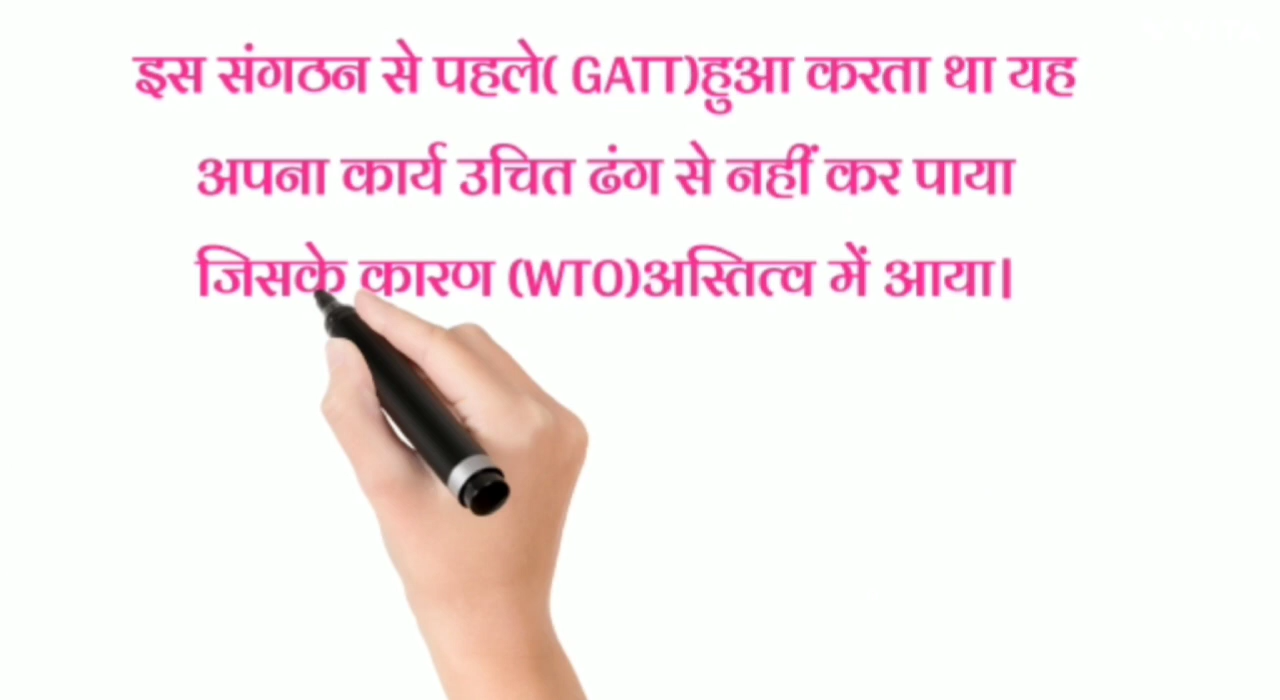 इस संगठन से पहले( GATT)हुआ करता था यह
अपना कार्य उचित ढंग से नहीं कर पाया
जिसके कारण (WTO)अस्तित्व में आया।